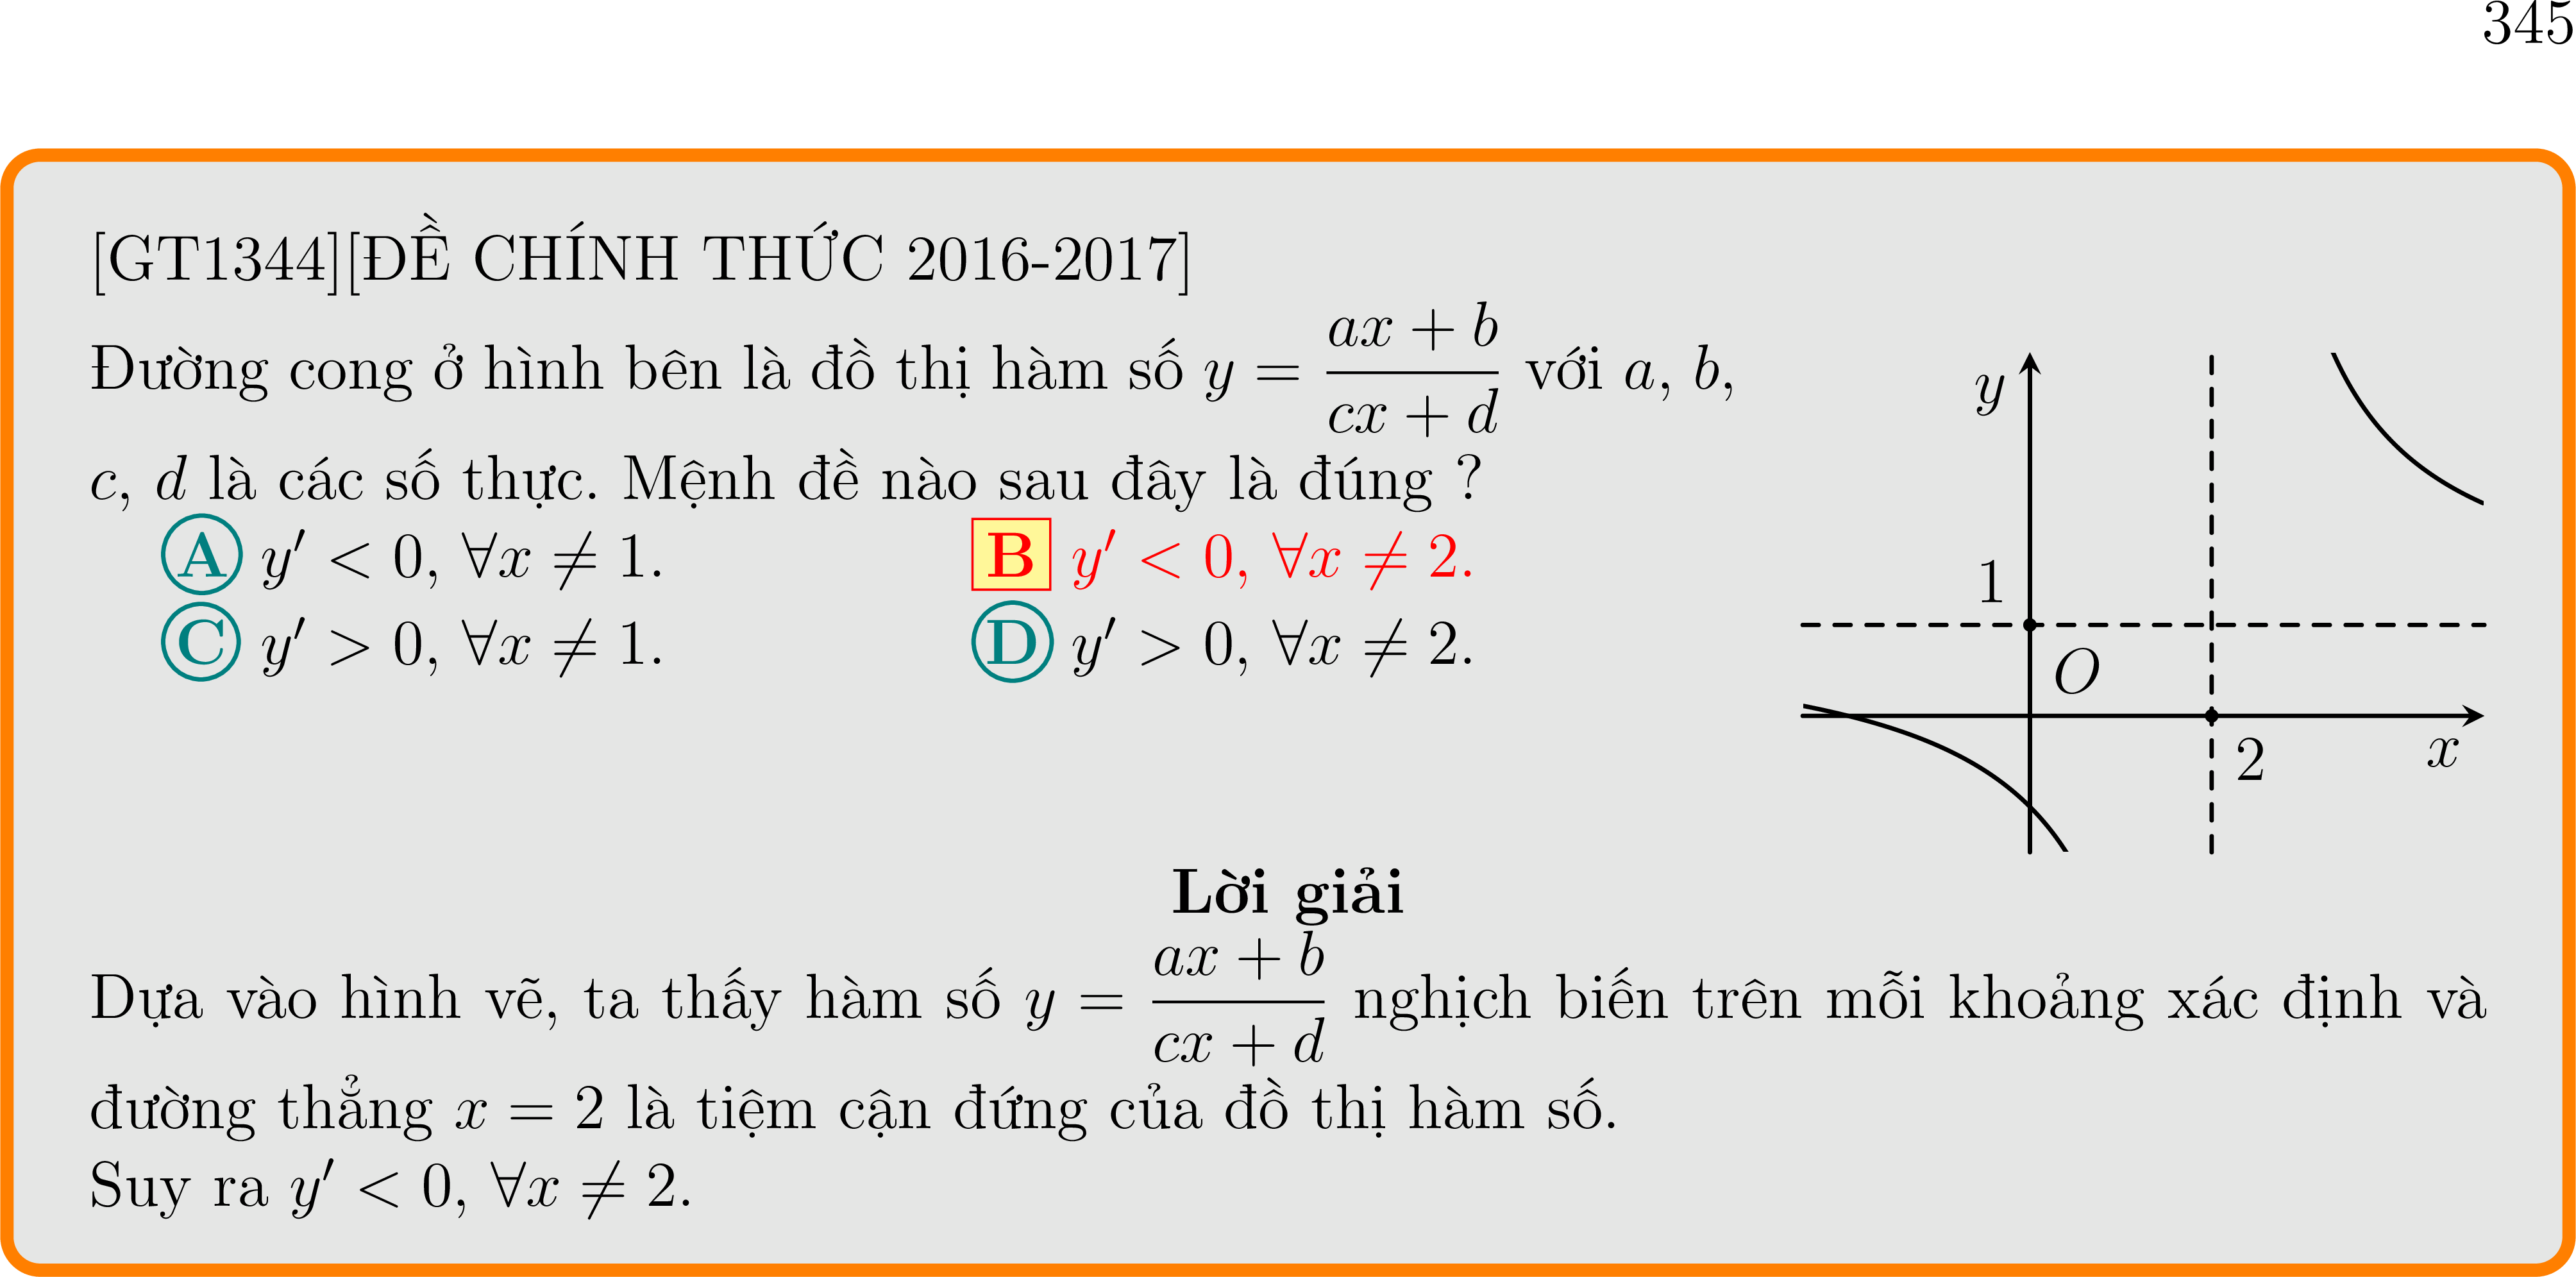 345
[GT1344][ĐỀ CHÍNH THỨC 2016-2017]
Đường cong ở hình bên là đồ thị hàm số $y = \dfrac{ax + b}{cx + d}$ với $a$, $b$,
$c$, $d$ là các số thực. Mệnh đề nào sau đây là đúng ?
A $y' < 0, \forall x \neq 1$. B $y' < 0, \forall x \neq 2$.
C $y' > 0, \forall x \neq 1$. D $y' > 0, \forall x \neq 2$.
y
1
O
2
x
Lời giải
Dựa vào hình vẽ, ta thấy hàm số $y = \dfrac{ax + b}{cx + d}$ nghịch biến trên mỗi khoảng xác định và
đường thẳng $x = 2$ là tiệm cận đứng của đồ thị hàm số.
Suy ra $y' < 0, \forall x \neq 2$.